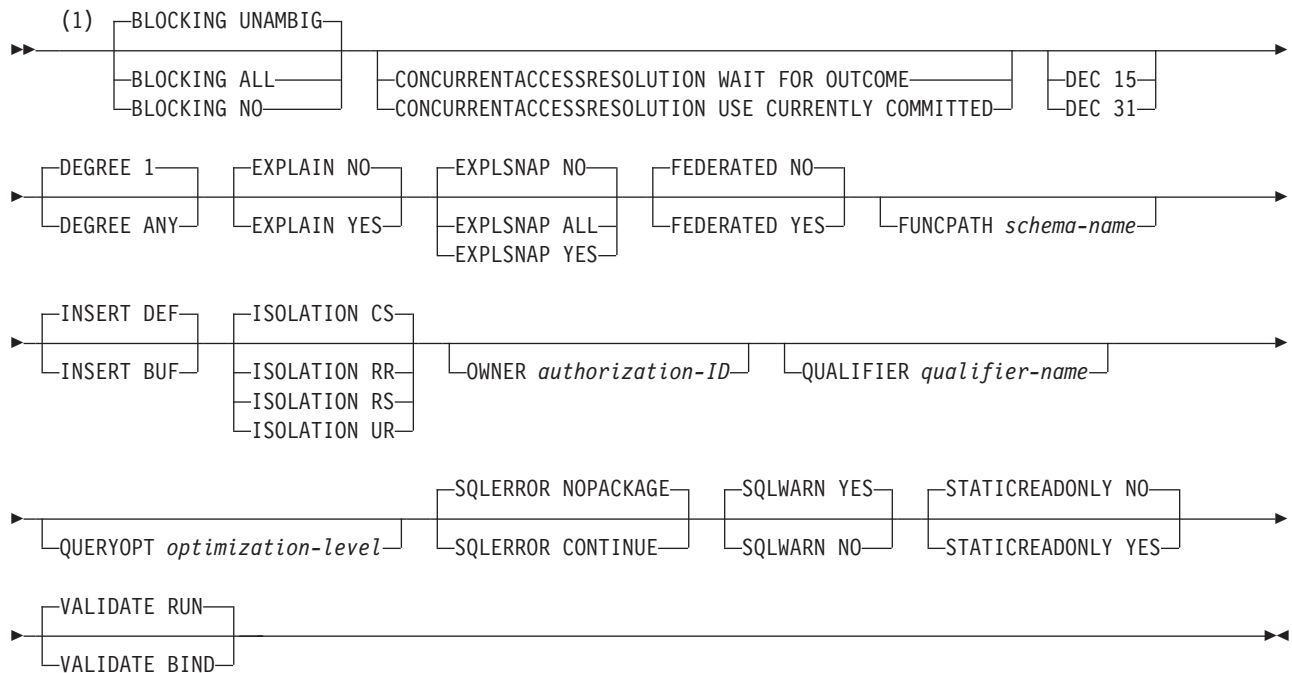 (1) BLOCKING UNAMBIG
BLOCKING ALL CONCURRENTACCESSRESOLUTION WAIT FOR OUTCOME DEC 15
BLOCKING NO CONCURRENTACCESSRESOLUTION USE CURRENTLY COMMITTED DEC 31
DEGREE 1 EXPLAIN NO EXPLSNAP NO FEDERATED NO
DEGREE ANY EXPLAIN YES EXPLSNAP ALL FEDERATED YES FUNCPATH schema-name
EXPLSNAP YES
INSERT DEF ISOLATION CS
INSERT BUF ISOLATION RR OWNER authorization-ID QUALIFIER qualifier-name
ISOLATION RS
ISOLATION UR
SQLERROR NOPACKAGE SQLWARN YES STATICREADONLY NO
QUERYOPT optimization-level SQLERROR CONTINUE SQLWARN NO STATICREADONLY YES
VALIDATE RUN
VALIDATE BIND